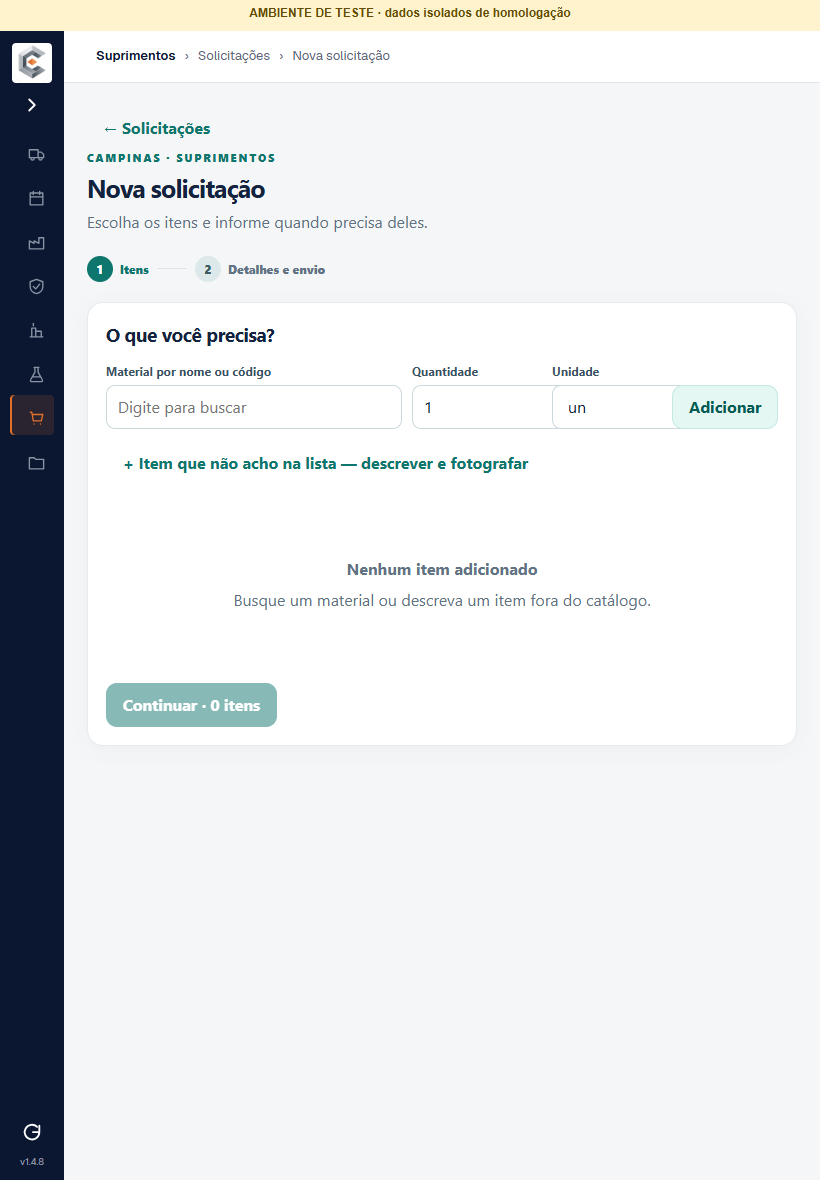 AMBIENTE DE TESTE · dados isolados de homologação
Suprimentos › Solicitações › Nova solicitação
← Solicitações
CAMPINAS · SUPRIMENTOS
Nova solicitação
Escolha os itens e informe quando precisa deles.
1 Itens 2 Detalhes e envio
O que você precisa?
Material por nome ou código Quantidade Unidade
Digite para buscar 1 un Adicionar
+ Item que não acho na lista — descrever e fotografar
Nenhum item adicionado
Busque um material ou descreva um item fora do catálogo.
Continuar · 0 itens
v1.4.8